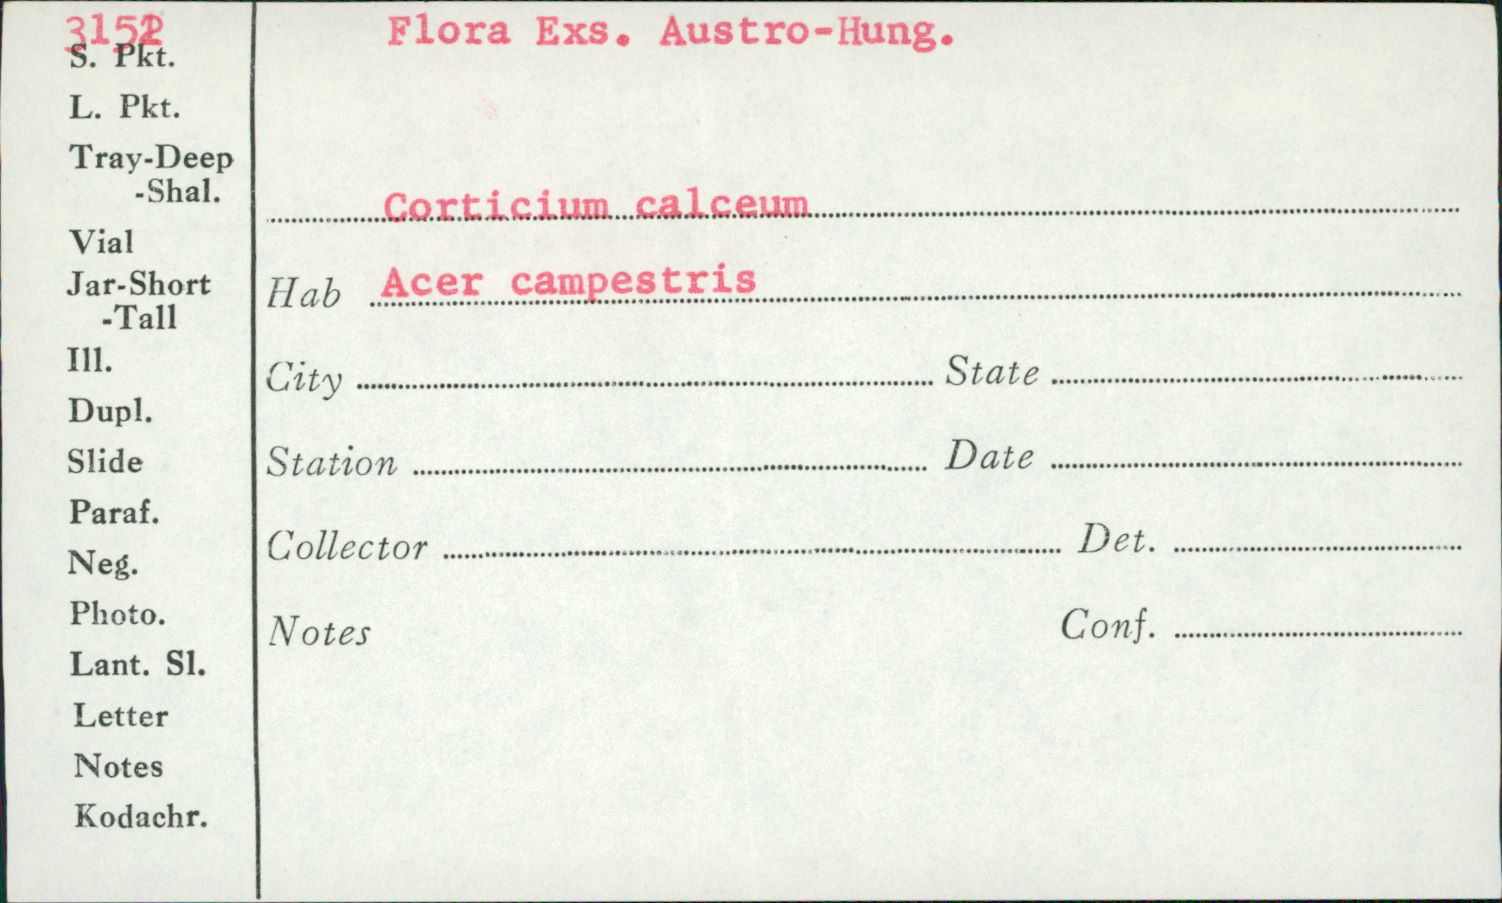 3152
Flora Exs. Austro-Hung.
S. Pkt.
L. Pkt.
Tray-Deep
-Shal.
Vial
Jar-Short
-Tall
Ill.
Dupl.
Slide
Paraf.
Neg.
Photo.
Lant. Sl.
Letter
Notes
Kodachr.
Corticium calceum
Hab Acer campestris
City State
Station Date
Collector Det.
Notes Conf.